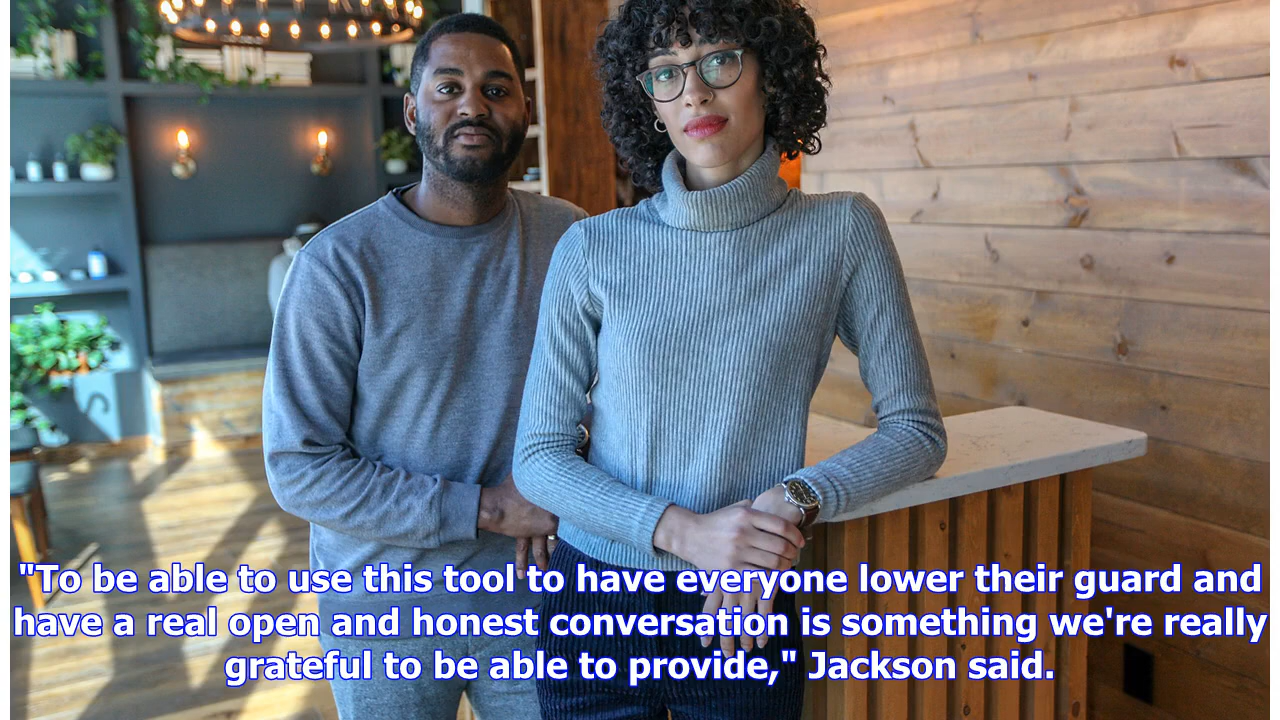 "To be able to use this tool to have everyone lower their guard and
have a real open and honest conversation is something we're really
grateful to be able to provide," Jackson said.